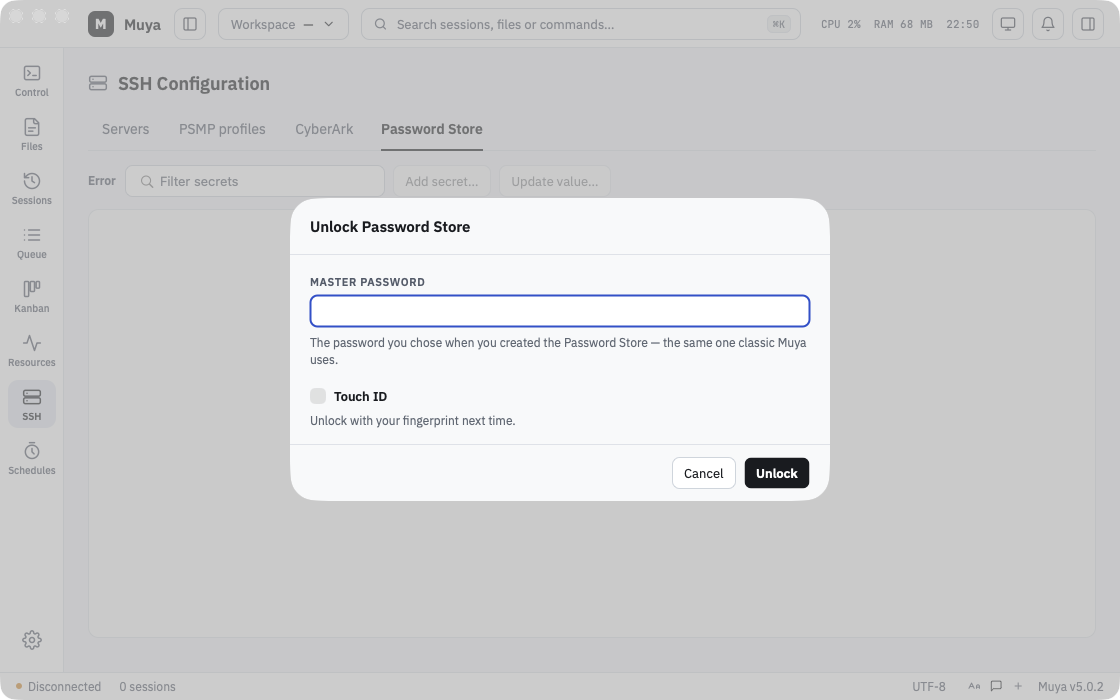 M Muya
Workspace —
Search sessions, files or commands...
⌘K
CPU 2% RAM 68 MB 22:50
Control
Files
Sessions
Queue
Kanban
Resources
SSH
Schedules
SSH Configuration
Servers PSMP profiles CyberArk Password Store
Error
Filter secrets
Add secret...
Update value...
Unlock Password Store
MASTER PASSWORD
The password you chose when you created the Password Store — the same one classic Muya
uses.
Touch ID
Unlock with your fingerprint next time.
Cancel Unlock
Disconnected 0 sessions
UTF-8 Aʀ + Muya v5.0.2